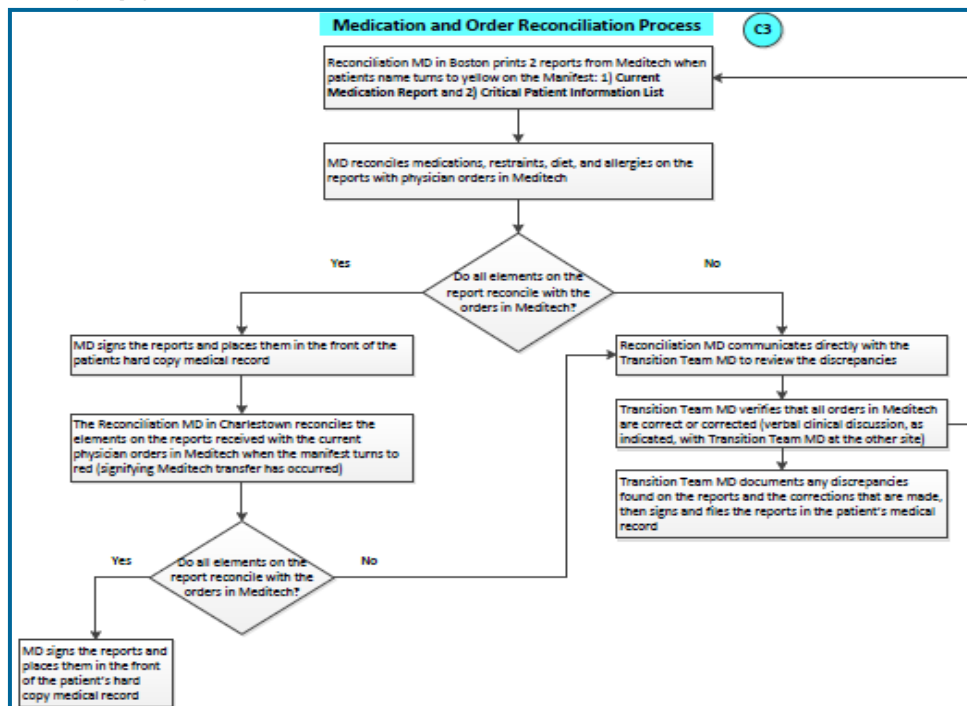 Medication and Order Reconciliation Process
C3
Reconciliation MD in Boston prints 2 reports from Meditech when
patients name turns to yellow on the Manifest: 1) Current
Medication Report and 2) Critical Patient Information List
MD reconciles medications, restraints, diet, and allergies on the
reports with physician orders in Meditech
Yes
No
Do all elements on the
report reconcile with the
orders in Meditech?
MD signs the reports and places them in the front of the
patients hard copy medical record
Reconciliation MD communicates directly with the
Transition Team MD to review the discrepancies
The Reconciliation MD in Charlestown reconciles the
elements on the reports received with the current
physician orders in Meditech when the manifest turns to
red (signifying Meditech transfer has occurred)
Transition Team MD verifies that all orders in Meditech
are correct or corrected (verbal clinical discussion, as
indicated, with Transition Team MD at the other site)
Transition Team MD documents any discrepancies
found on the reports and the corrections that are made,
then signs and files the reports in the patient's medical
record
Yes
No
Do all elements on the
report reconcile with the
orders in Meditech?
MD signs the reports and
places them in the front
of the patient's hard
copy medical record